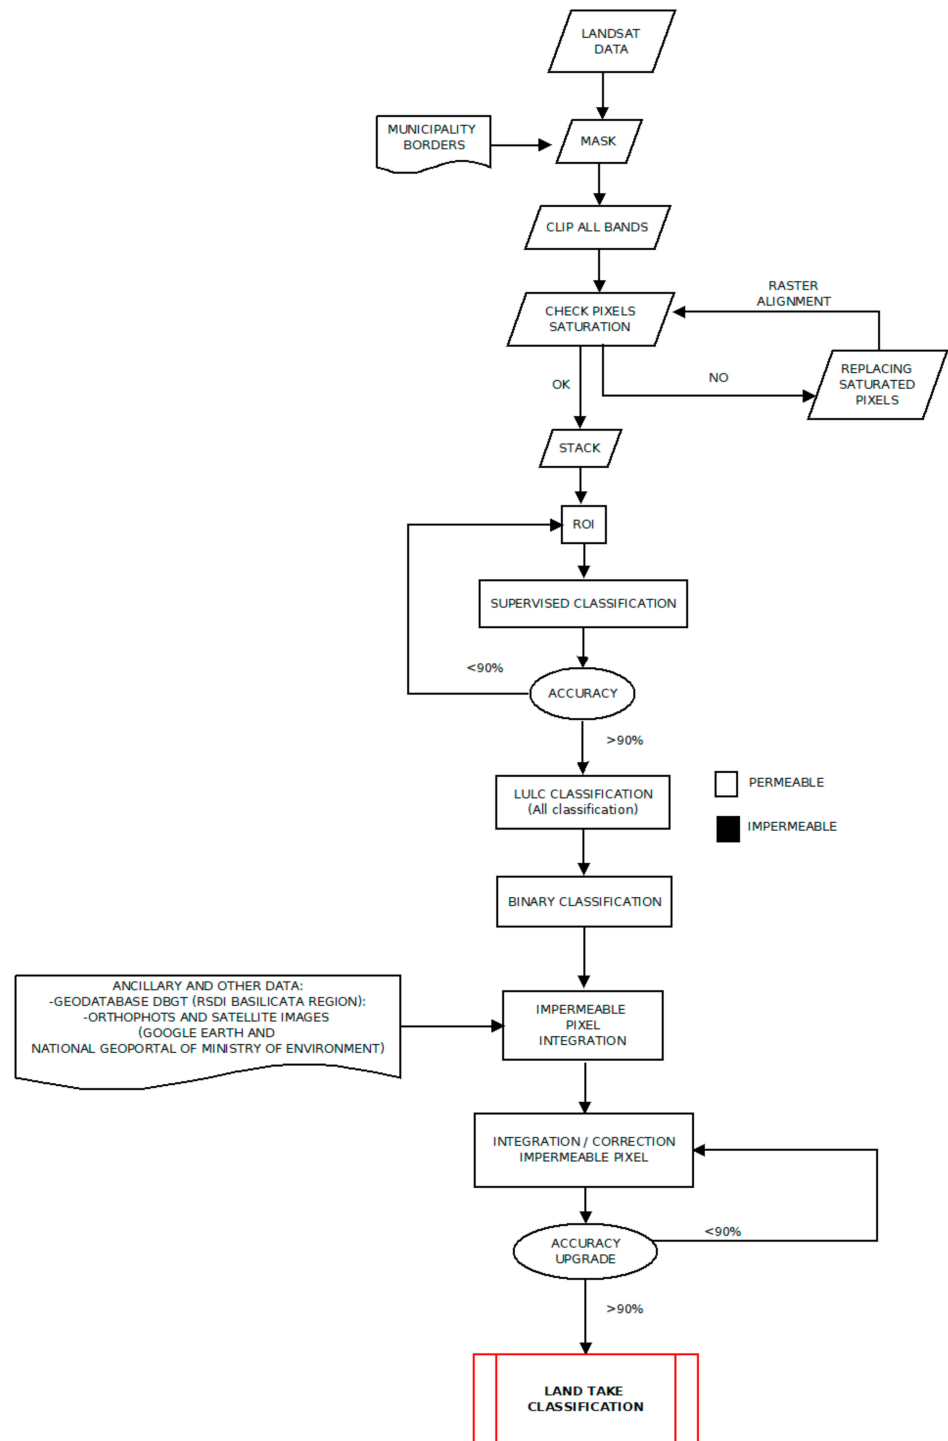 LANDSAT
DATA
MUNICIPALITY
BORDERS
MASK
CLIP ALL BANDS
RASTER
ALIGNMENT
CHECK PIXELS
SATURATION
REPLACING
SATURATED
PIXELS
OK
NO
STACK
ROI
SUPERVISED CLASSIFICATION
<90%
ACCURACY
>90%
LULC CLASSIFICATION
(All classification)
PERMEABLE
IMPERMEABLE
BINARY CLASSIFICATION
ANCILLARY AND OTHER DATA:
-GEODATABASE DBGT (RSDI BASILICATA REGION):
-ORTHOPHOTS AND SATELLITE IMAGES
(GOOGLE EARTH AND
NATIONAL GEOPORTAL OF MINISTRY OF ENVIRONMENT)
IMPERMEABLE
PIXEL
INTEGRATION
INTEGRATION / CORRECTION
IMPERMEABLE PIXEL
ACCURACY
UPGRADE
<90%
>90%
LAND TAKE
CLASSIFICATION